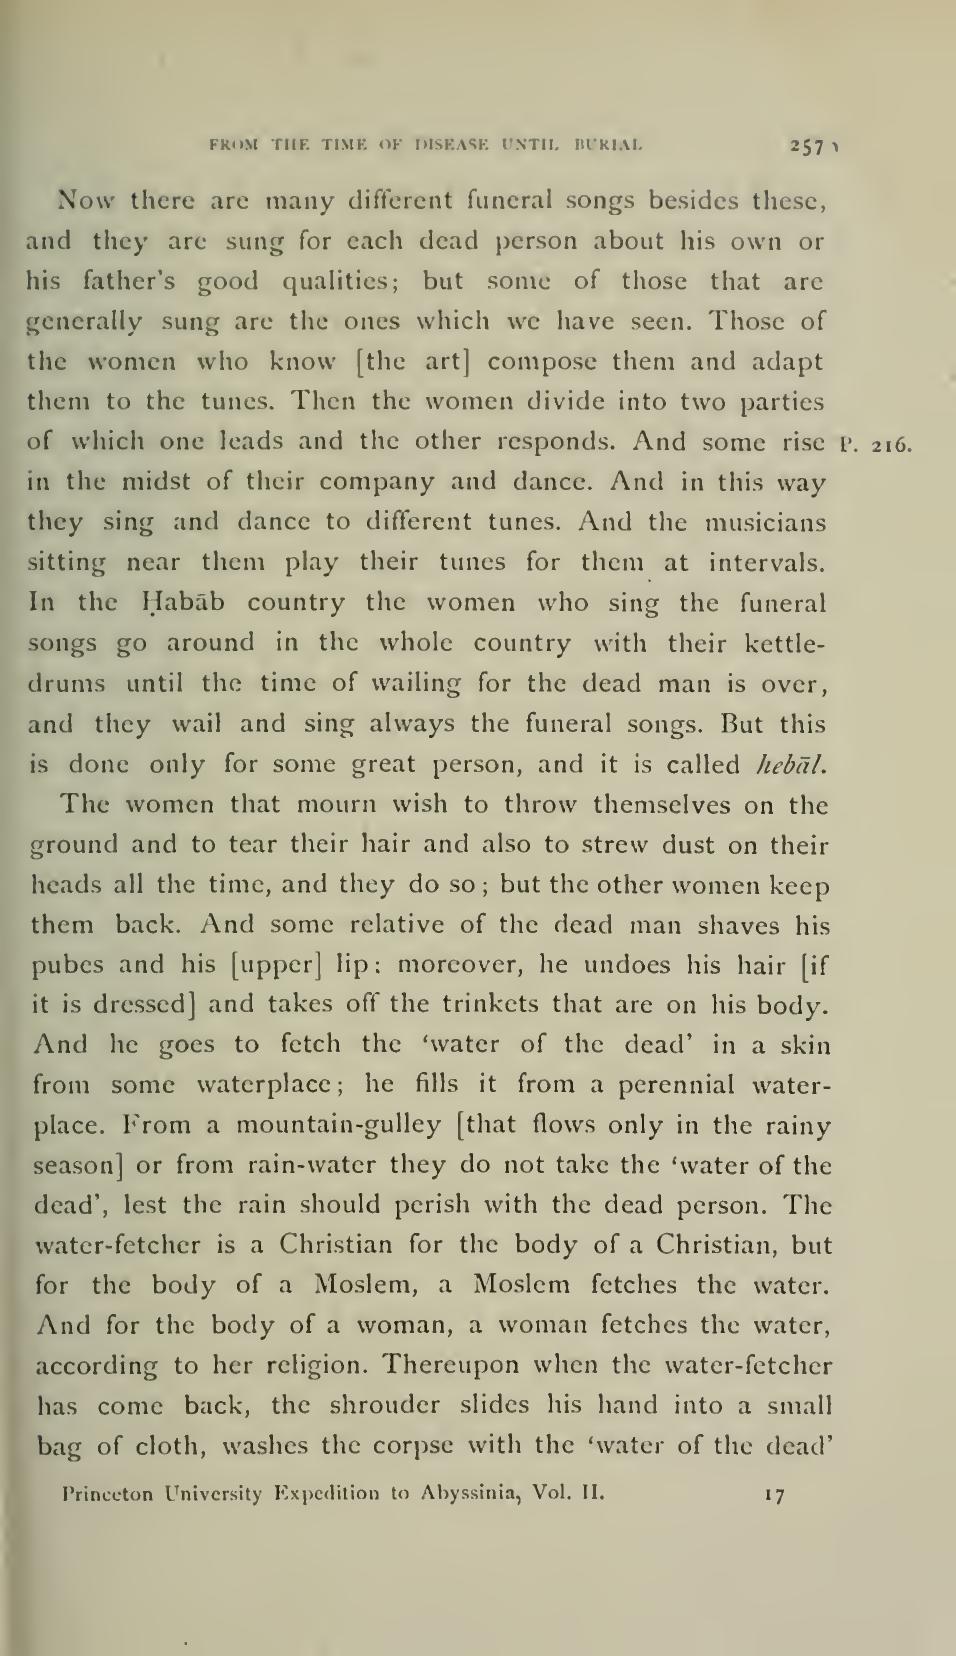 FROM THE TIME OF DISEASE UNTIL BURIAL 257
Now there are many different funeral songs besides these,
and they are sung for each dead person about his own or
his father's good qualities; but some of those that are
generally sung are the ones which we have seen. Those of
the women who know [the art] compose them and adapt
them to the tunes. Then the women divide into two parties
of which one leads and the other responds. And some rise P. 216.
in the midst of their company and dance. And in this way
they sing and dance to different tunes. And the musicians
sitting near them play their tunes for them at intervals.
In the Ḥabāb country the women who sing the funeral
songs go around in the whole country with their kettle-
drums until the time of wailing for the dead man is over,
and they wail and sing always the funeral songs. But this
is done only for some great person, and it is called hebāl.
The women that mourn wish to throw themselves on the
ground and to tear their hair and also to strew dust on their
heads all the time, and they do so; but the other women keep
them back. And some relative of the dead man shaves his
pubes and his [upper] lip; moreover, he undoes his hair [if
it is dressed] and takes off the trinkets that are on his body.
And he goes to fetch the ‘water of the dead’ in a skin
from some waterplace; he fills it from a perennial water-
place. From a mountain-gulley [that flows only in the rainy
season] or from rain-water they do not take the ‘water of the
dead’, lest the rain should perish with the dead person. The
water-fetcher is a Christian for the body of a Christian, but
for the body of a Moslem, a Moslem fetches the water.
And for the body of a woman, a woman fetches the water,
according to her religion. Thereupon when the water-fetcher
has come back, the shrouder slides his hand into a small
bag of cloth, washes the corpse with the ‘water of the dead’
Princeton University Expedition to Abyssinia, Vol. II. 17